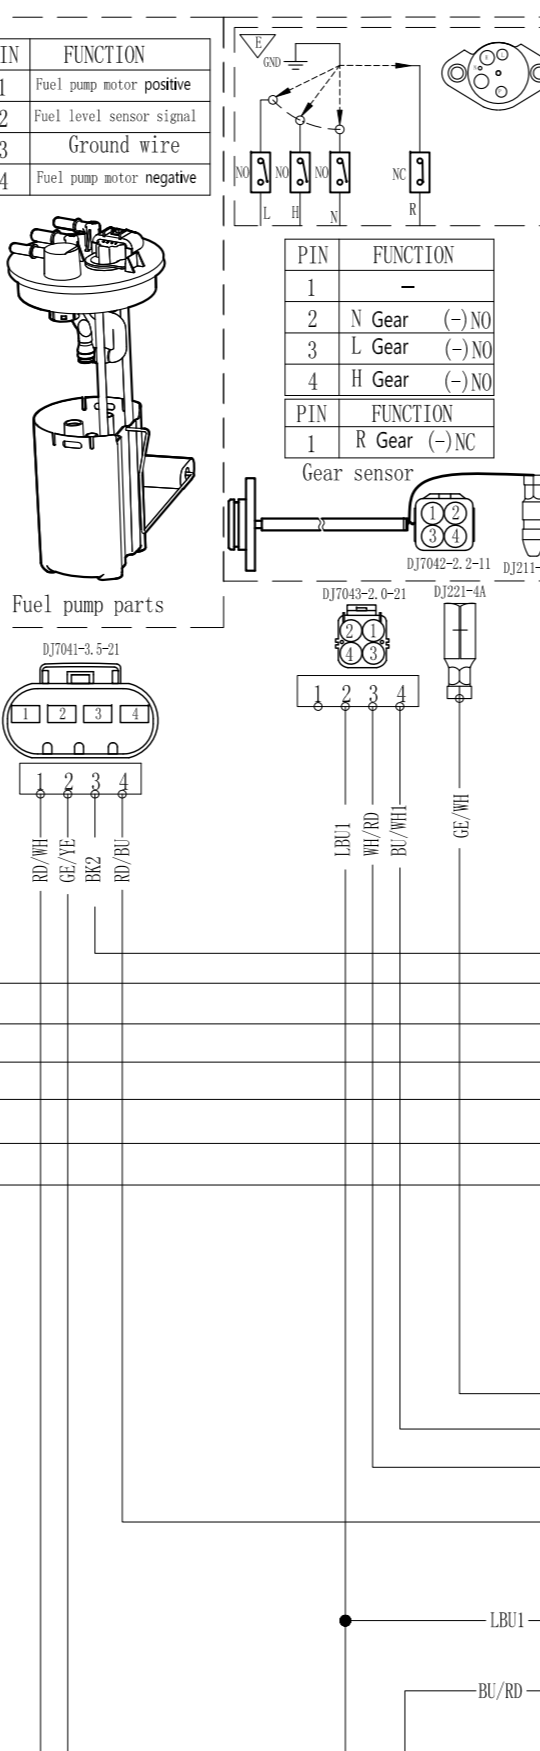 IN FUNCTION
1 Fuel pump motor positive
2 Fuel level sensor signal
3 Ground wire
4 Fuel pump motor negative
Fuel pump parts
E
GND
NO NO NO NC
L H N R
PIN FUNCTION
1 —
2 N Gear (-)NO
3 L Gear (-)NO
4 H Gear (-)NO
PIN FUNCTION
1 R Gear (-)NC
Gear sensor
1 2
3 4
DJ7042-2.2-11 DJ211-
DJ7043-2.0-21 DJ221-4A
2 1
4 3
1 2 3 4
DJ7041-3.5-21
1 2 3 4
1 2 3 4
RD/WH
GE/YE
BK2
RD/BU
LBU1
WH/RD
BU/WH1
GE/WH
LBU1
BU/RD